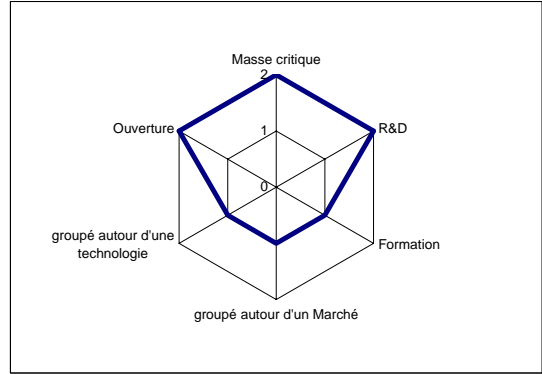 Masse critique
2
Ouverture
R&D
1
0
groupé autour d'une
technologie
Formation
groupé autour d'un Marché